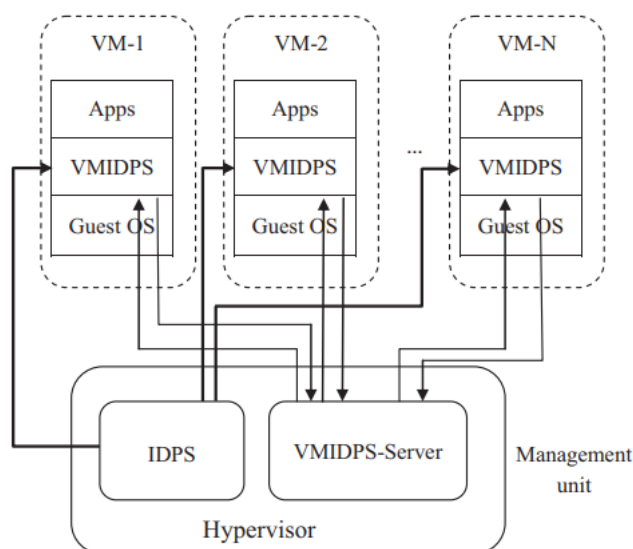 VM-1
VM-2
VM-N
Apps
Apps
Apps
...
VMIDPS
VMIDPS
VMIDPS
Guest OS
Guest OS
Guest OS
IDPS
VMIDPS-Server
Management
unit
Hypervisor